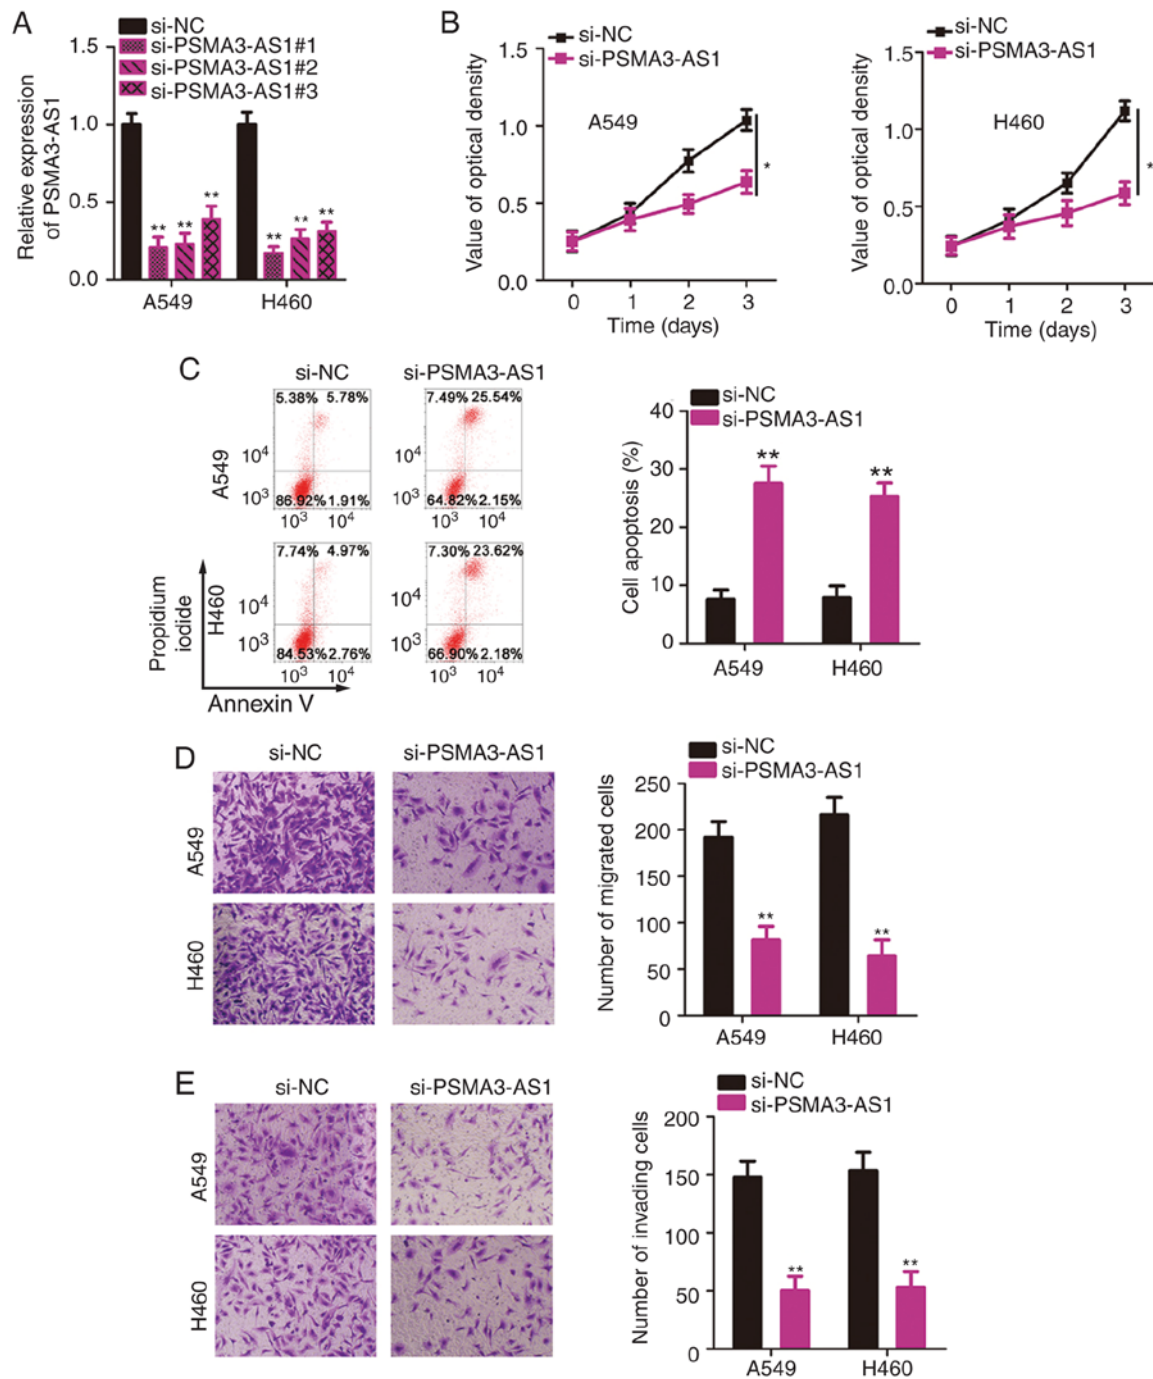 A
si-NC
si-PSMA3-AS1#1
si-PSMA3-AS1#2
si-PSMA3-AS1#3
Relative expression
of PSMA3-AS1
1.5
1.0
0.5
0.0
** ** ** ** ** **
A549 H460
B
si-NC
si-PSMA3-AS1
Value of optical density
1.5
1.0
0.5
0.0
A549
*
0 1 2 3
Time (days)
si-NC
si-PSMA3-AS1
Value of optical density
1.5
1.0
0.5
0.0
H460
*
0 1 2 3
Time (days)
C
si-NC si-PSMA3-AS1
A549
5.38% 5.78%
10⁴
10³
86.92% 1.91%
10³ 10⁴
7.49% 25.54%
10⁴
10³
64.82% 2.15%
10³ 10⁴
H460
7.74% 4.97%
10⁴
10³
84.53% 2.76%
10³ 10⁴
7.30% 23.62%
10⁴
10³
66.90% 2.18%
10³ 10⁴
Propidium
iodide
Annexin V
si-NC
si-PSMA3-AS1
Cell apoptosis (%)
40
30
20
10
0
** **
A549 H460
D
si-NC si-PSMA3-AS1
A549
H460
si-NC
si-PSMA3-AS1
Number of migrated cells
250
200
150
100
50
0
** **
A549 H460
E
si-NC si-PSMA3-AS1
A549
H460
si-NC
si-PSMA3-AS1
Number of invading cells
200
150
100
50
0
** **
A549 H460